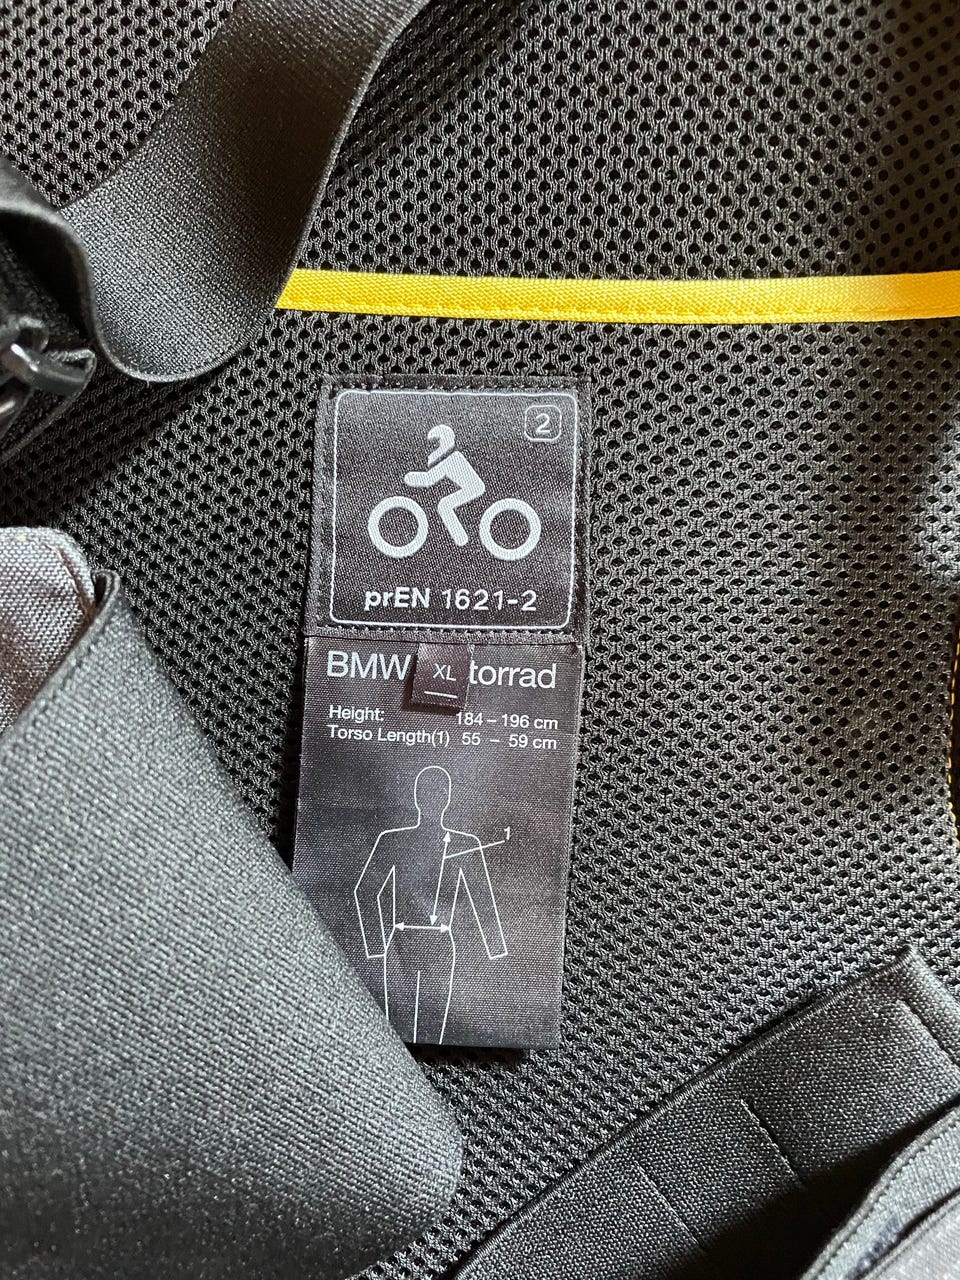 2
prEN 1621-2
BMW torrad
XL
Height: 184 – 196 cm
Torso Length(1) 55 – 59 cm
1